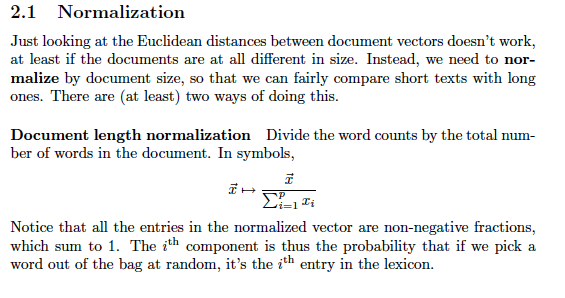 2.1 Normalization
Just looking at the Euclidean distances between document vectors doesn't work,
at least if the documents are at all different in size. Instead, we need to nor-
malize by document size, so that we can fairly compare short texts with long
ones. There are (at least) two ways of doing this.
Document length normalization Divide the word counts by the total num-
ber of words in the document. In symbols,
$\vec{x} \mapsto \frac{\vec{x}}{\sum_{i=1}^{p} x_i}$
Notice that all the entries in the normalized vector are non-negative fractions,
which sum to 1. The $i^{th}$ component is thus the probability that if we pick a
word out of the bag at random, it's the $i^{th}$ entry in the lexicon.